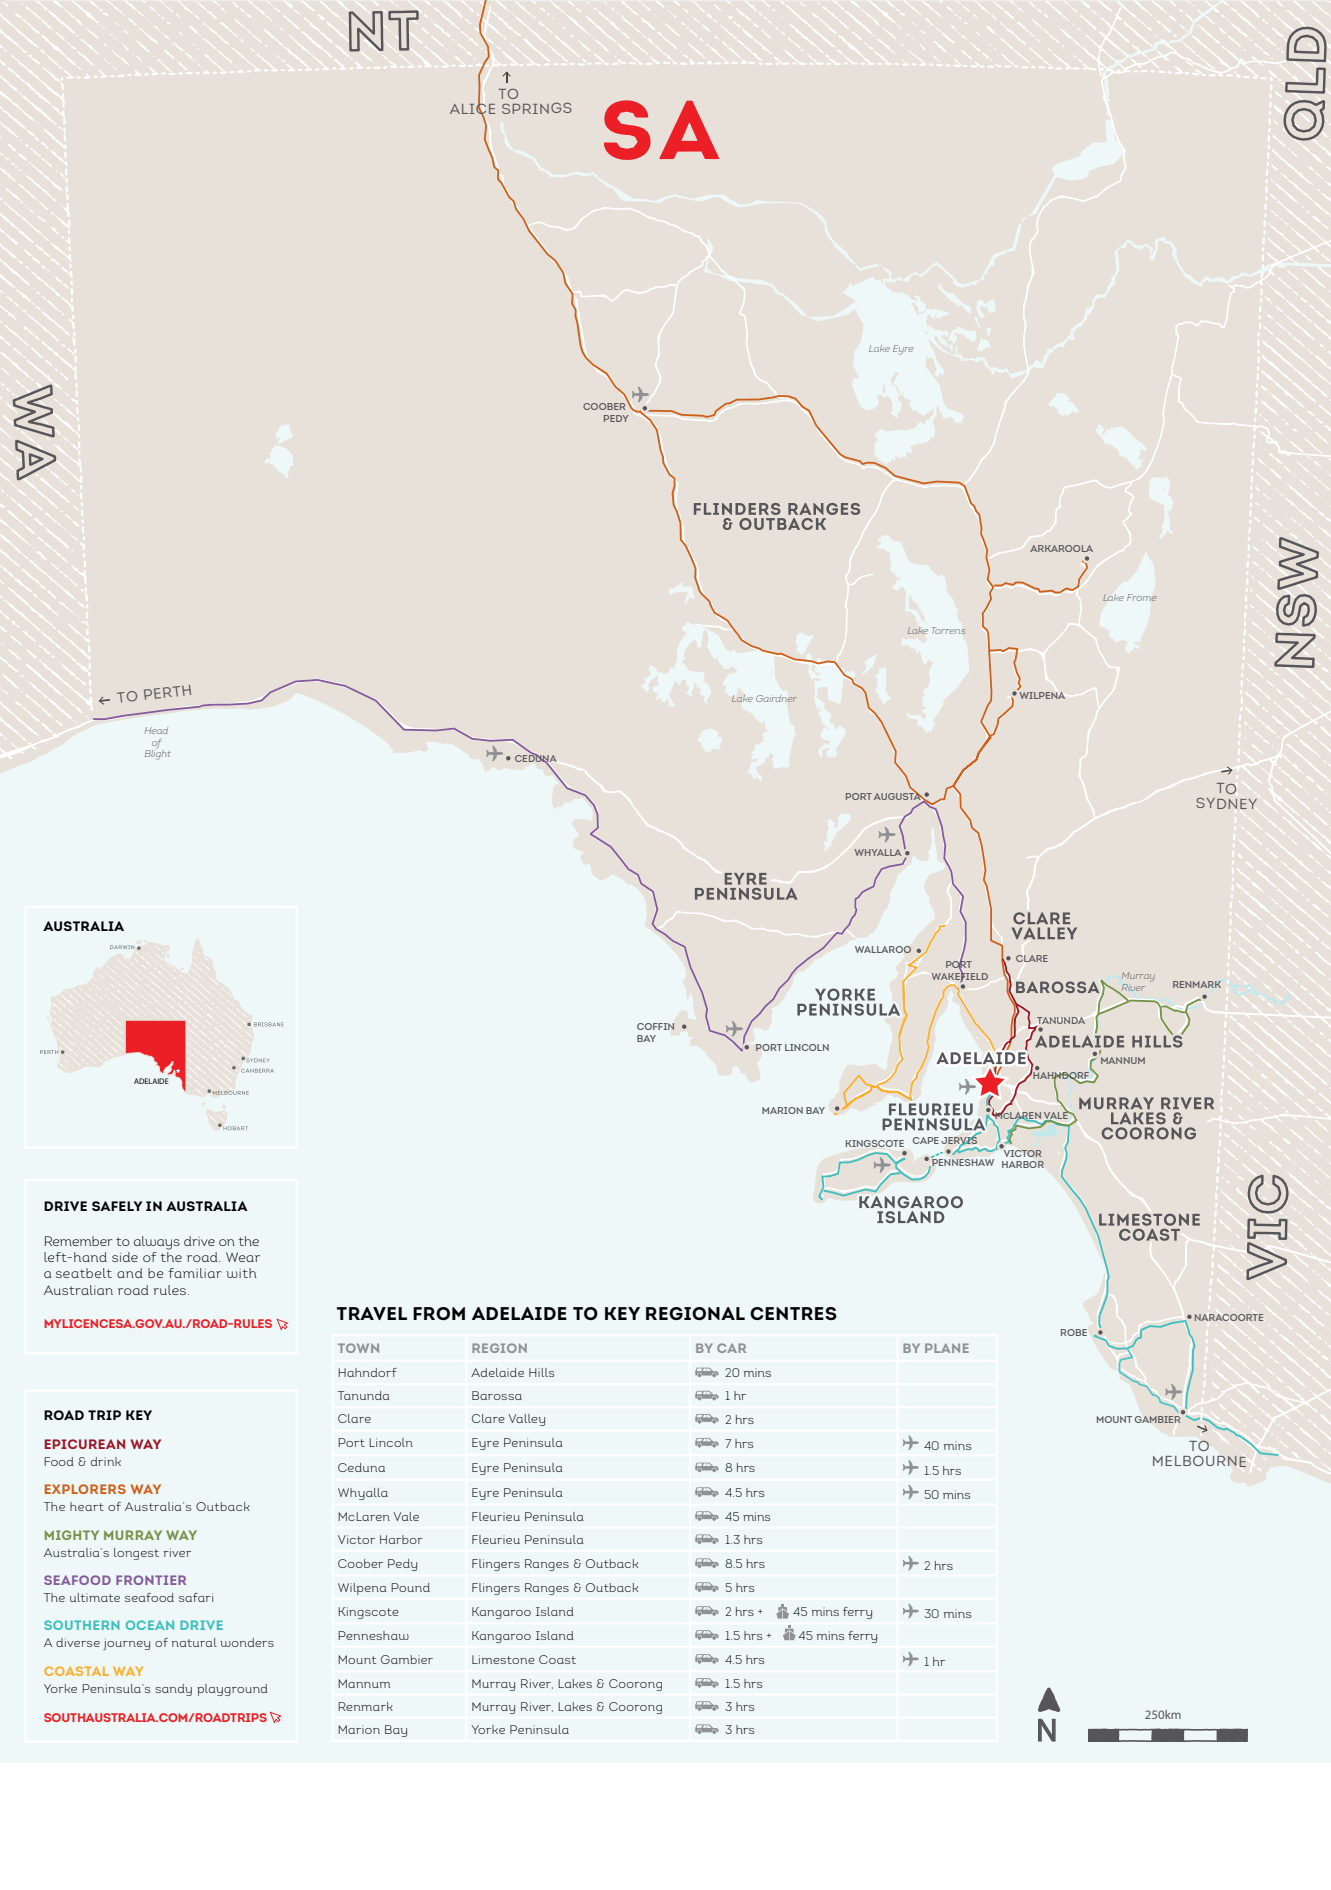 NT
QLD
TO
ALICE SPRINGS
SA
Lake Eyre
WA
COOBER
PEDY
FLINDERS RANGES
& OUTBACK
ARKAROOLA
NSW
Lake Frome
Lake Torrens
TO PERTH
Lake Gairdner
WILPENA
Head
of
Blight
CEDUNA
TO
SYDNEY
PORT AUGUSTA
WHYALLA
EYRE
PENINSULA
CLARE
VALLEY
WALLAROO
CLARE
PORT
WAKEFIELD
Murray
River
RENMARK
BAROSSA
YORKE
PENINSULA
TANUNDA
COFFIN
BAY
PORT LINCOLN
ADELAIDE HILLS
ADELAIDE
MANNUM
HAHNDORF
MARION BAY
FLEURIEU
PENINSULA
MCLAREN VALE
MURRAY RIVER
LAKES &
COORONG
KINGSCOTE
CAPE JERVIS
PENNESHAW
VICTOR
HARBOR
KANGAROO
ISLAND
LIMESTONE
COAST
VIC
NARACOORTE
ROBE
MOUNT GAMBIER
TO
MELBOURNE
AUSTRALIA
DARWIN
BRISBANE
PERTH
SYDNEY
CANBERRA
ADELAIDE
MELBOURNE
HOBART
DRIVE SAFELY IN AUSTRALIA
Remember to always drive on the
left-hand side of the road. Wear
a seatbelt and be familiar with
Australian road rules.
MYLICENCESA.GOV.AU./ROAD-RULES
ROAD TRIP KEY
EPICUREAN WAY
Food & drink
EXPLORERS WAY
The heart of Australia's Outback
MIGHTY MURRAY WAY
Australia's longest river
SEAFOOD FRONTIER
The ultimate seafood safari
SOUTHERN OCEAN DRIVE
A diverse journey of natural wonders
COASTAL WAY
Yorke Peninsula's sandy playground
SOUTHAUSTRALIA.COM/ROADTRIPS
TRAVEL FROM ADELAIDE TO KEY REGIONAL CENTRES
TOWN REGION BY CAR BY PLANE
Hahndorf Adelaide Hills 20 mins
Tanunda Barossa 1 hr
Clare Clare Valley 2 hrs
Port Lincoln Eyre Peninsula 7 hrs 40 mins
Ceduna Eyre Peninsula 8 hrs 1.5 hrs
Whyalla Eyre Peninsula 4.5 hrs 50 mins
McLaren Vale Fleurieu Peninsula 45 mins
Victor Harbor Fleurieu Peninsula 1.3 hrs
Coober Pedy Flingers Ranges & Outback 8.5 hrs 2 hrs
Wilpena Pound Flingers Ranges & Outback 5 hrs
Kingscote Kangaroo Island 2 hrs + 45 mins ferry 30 mins
Penneshaw Kangaroo Island 1.5 hrs + 45 mins ferry
Mount Gambier Limestone Coast 4.5 hrs 1 hr
Mannum Murray River, Lakes & Coorong 1.5 hrs
Renmark Murray River, Lakes & Coorong 3 hrs
Marion Bay Yorke Peninsula 3 hrs
N
250km